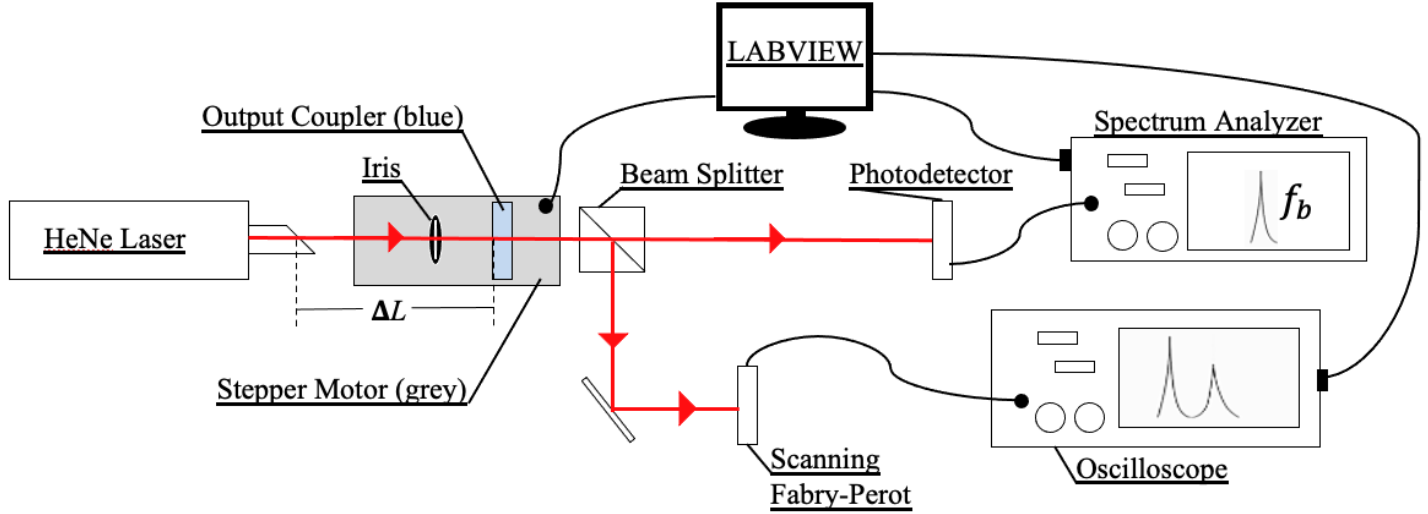 LABVIEW
Output Coupler (blue)
Spectrum Analyzer
Iris
Beam Splitter
Photodetector
HeNe Laser
f_b
ΔL
Stepper Motor (grey)
Scanning
Fabry-Perot
Oscilloscope